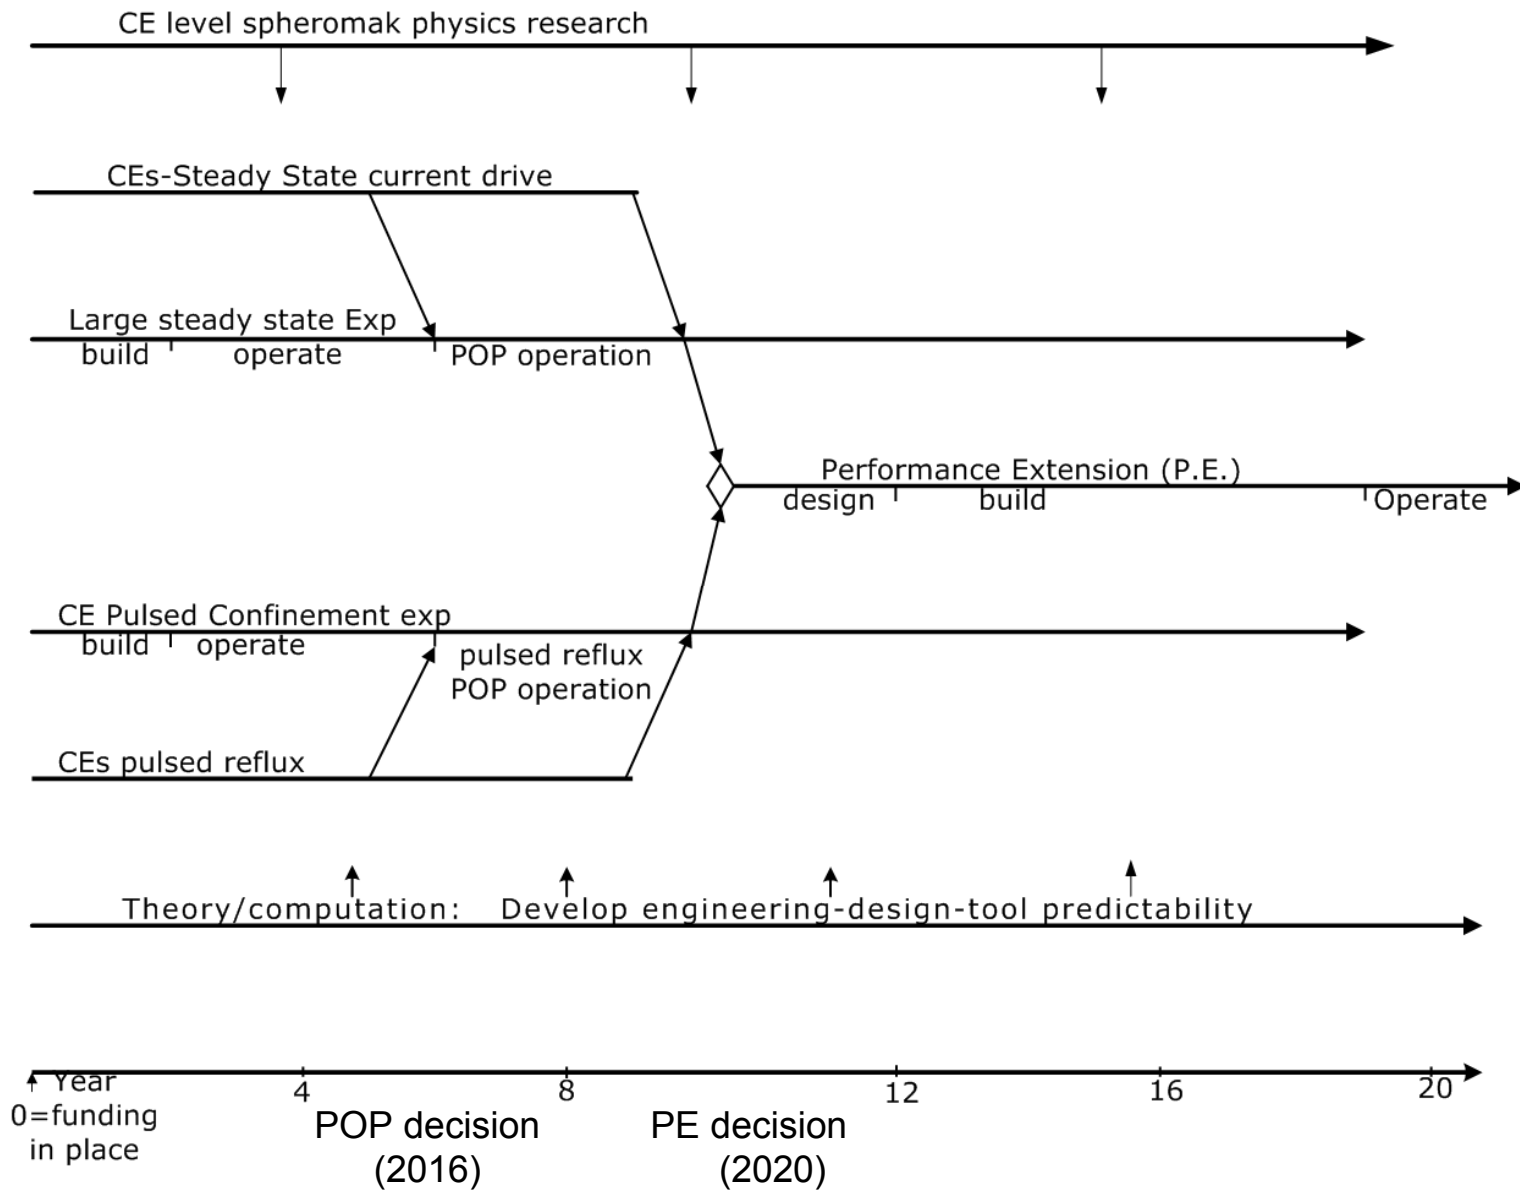 CE level spheromak physics research
CEs-Steady State current drive
Large steady state Exp
build operate POP operation
Performance Extension (P.E.)
design build Operate
CE Pulsed Confinement exp
build operate
pulsed reflux
POP operation
CEs pulsed reflux
Theory/computation: Develop engineering-design-tool predictability
Year 4 8 12 16 20
0=funding
in place
POP decision
(2016)
PE decision
(2020)